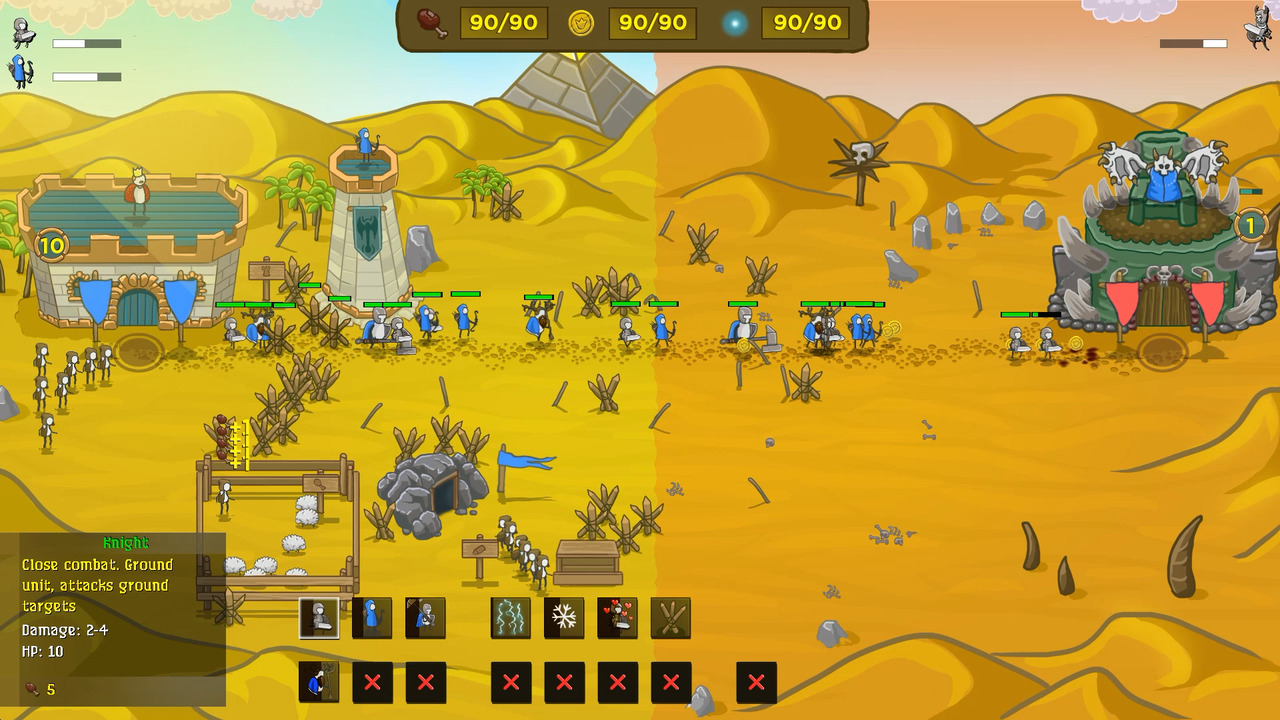 90/90
90/90
90/90
10
1
Knight
Close combat. Ground
unit, attacks ground
targets
Damage: 2-4
HP: 10
5